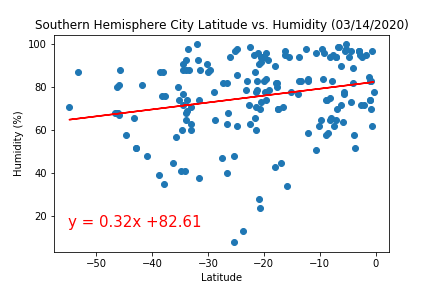 Southern Hemisphere City Latitude vs. Humidity (03/14/2020)
100
80
60
40
20
Humidity (%)
y = 0.32x +82.61
−50 −40 −30 −20 −10 0
Latitude